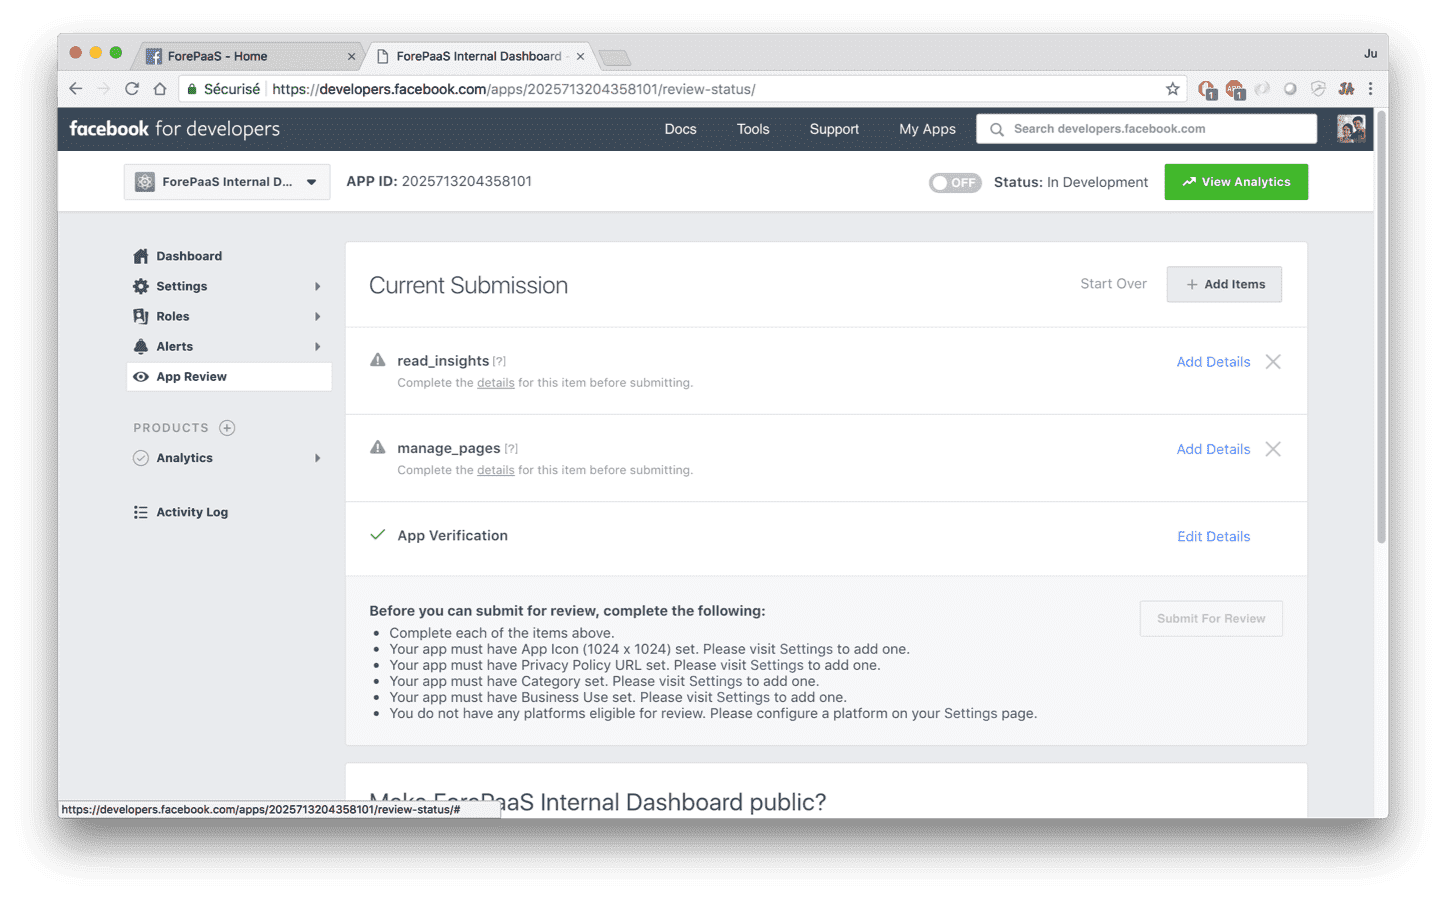 ForePaaS - Home
ForePaaS Internal Dashboard -
Ju
Sécurisé https://developers.facebook.com/apps/2025713204358101/review-status/
1
ABP
1
JA
facebook for developers
Docs
Tools
Support
My Apps
Search developers.facebook.com
ForePaaS Internal D...
APP ID: 2025713204358101
OFF
Status: In Development
View Analytics
Dashboard
Settings
Roles
Alerts
App Review
PRODUCTS
Analytics
Activity Log
Current Submission
Start Over
+ Add Items
read_insights [?]
Complete the details for this item before submitting.
Add Details
manage_pages [?]
Complete the details for this item before submitting.
Add Details
App Verification
Edit Details
Before you can submit for review, complete the following:
• Complete each of the items above.
• Your app must have App Icon (1024 x 1024) set. Please visit Settings to add one.
• Your app must have Privacy Policy URL set. Please visit Settings to add one.
• Your app must have Category set. Please visit Settings to add one.
• Your app must have Business Use set. Please visit Settings to add one.
• You do not have any platforms eligible for review. Please configure a platform on your Settings page.
Submit For Review
Make ForePaaS Internal Dashboard public?
https://developers.facebook.com/apps/2025713204358101/review-status/#